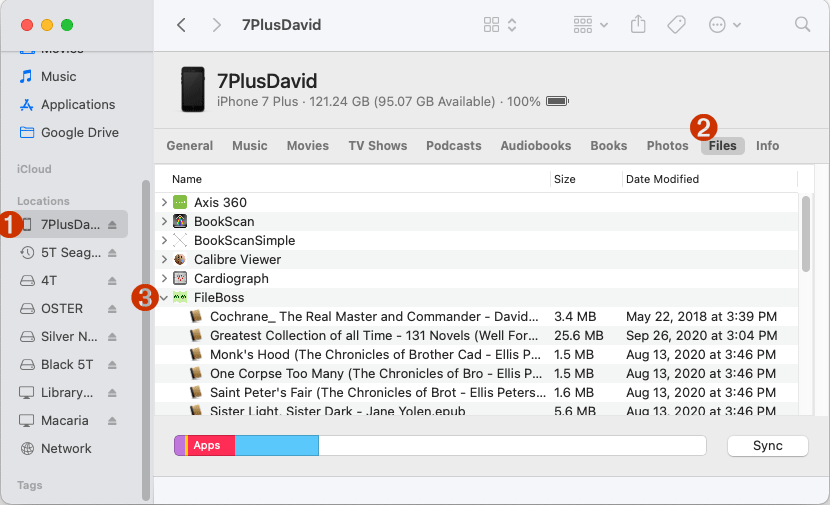 7PlusDavid
Movies
Music
Applications
Google Drive
iCloud
Locations
1 7PlusDa...
5T Seag...
4T
OSTER
Silver N...
Black 5T
Library...
Macaria
Network
Tags
7PlusDavid
iPhone 7 Plus · 121.24 GB (95.07 GB Available) · 100%
2
General Music Movies TV Shows Podcasts Audiobooks Books Photos Files Info
Name Size Date Modified
Axis 360
BookScan
BookScanSimple
Calibre Viewer
Cardiograph
3 FileBoss
Cochrane_ The Real Master and Commander - David... 3.4 MB May 22, 2018 at 3:39 PM
Greatest Collection of all Time - 131 Novels (Well For... 25.6 MB Sep 26, 2020 at 3:04 PM
Monk's Hood (The Chronicles of Brother Cad - Ellis P... 1.5 MB Aug 13, 2020 at 3:46 PM
One Corpse Too Many (The Chronicles of Bro - Ellis P... 1.5 MB Aug 13, 2020 at 3:46 PM
Saint Peter's Fair (The Chronicles of Brot - Ellis Peters... 1.6 MB Aug 13, 2020 at 3:46 PM
Sister Light, Sister Dark - Jane Yolen.epub 5.6 MB Aug 13, 2020 at 3:46 PM
Apps
Sync